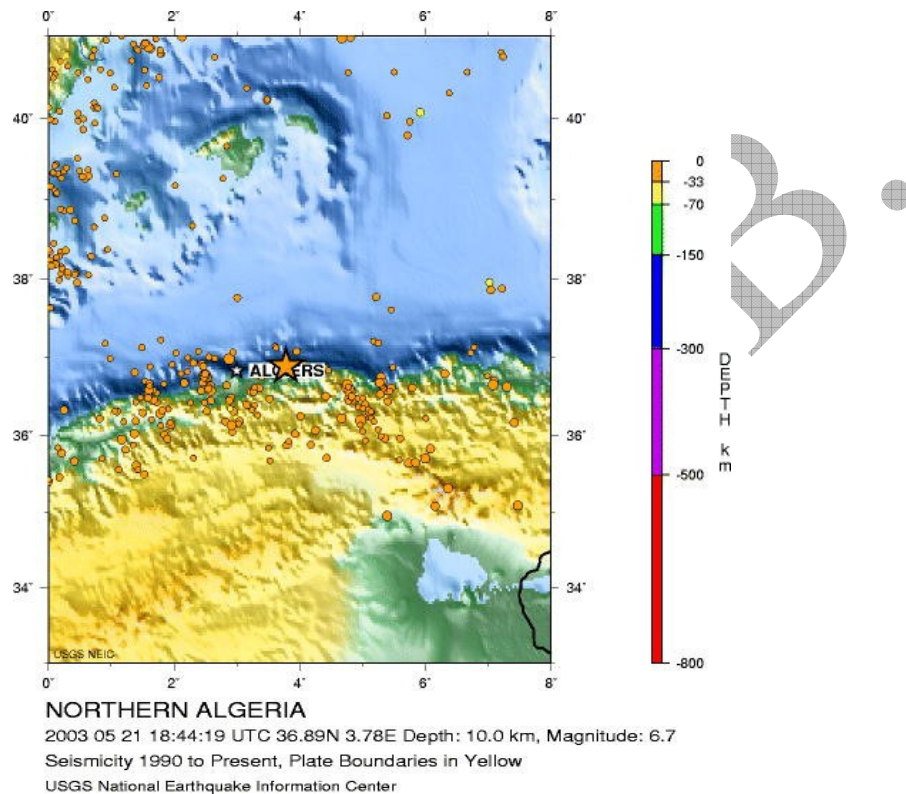 0° 2° 4° 6° 8°
40° 40°
38° 38°
ALGIERS
36° 36°
34° 34°
USGS NEIC
0° 2° 4° 6° 8°
0
-33
-70
-150
-300
-500
-800
DEPTH km
NORTHERN ALGERIA
2003 05 21 18:44:19 UTC 36.89N 3.78E Depth: 10.0 km, Magnitude: 6.7
Seismicity 1990 to Present, Plate Boundaries in Yellow
USGS National Earthquake Information Center